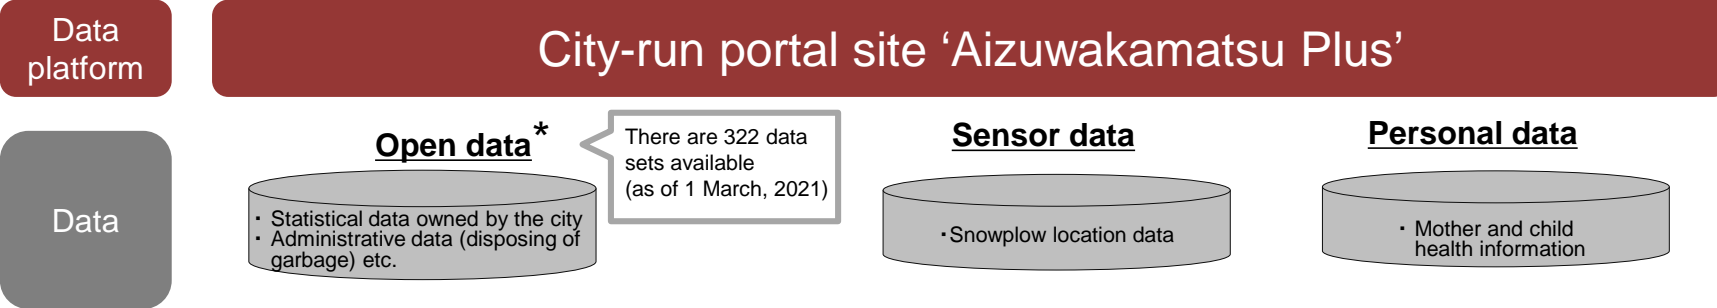 Data
platform
City-run portal site ‘Aizuwakamatsu Plus’
Data
Open data*
There are 322 data
sets available
(as of 1 March, 2021)
・Statistical data owned by the city
・Administrative data (disposing of
garbage) etc.
Sensor data
・Snowplow location data
Personal data
・Mother and child
health information